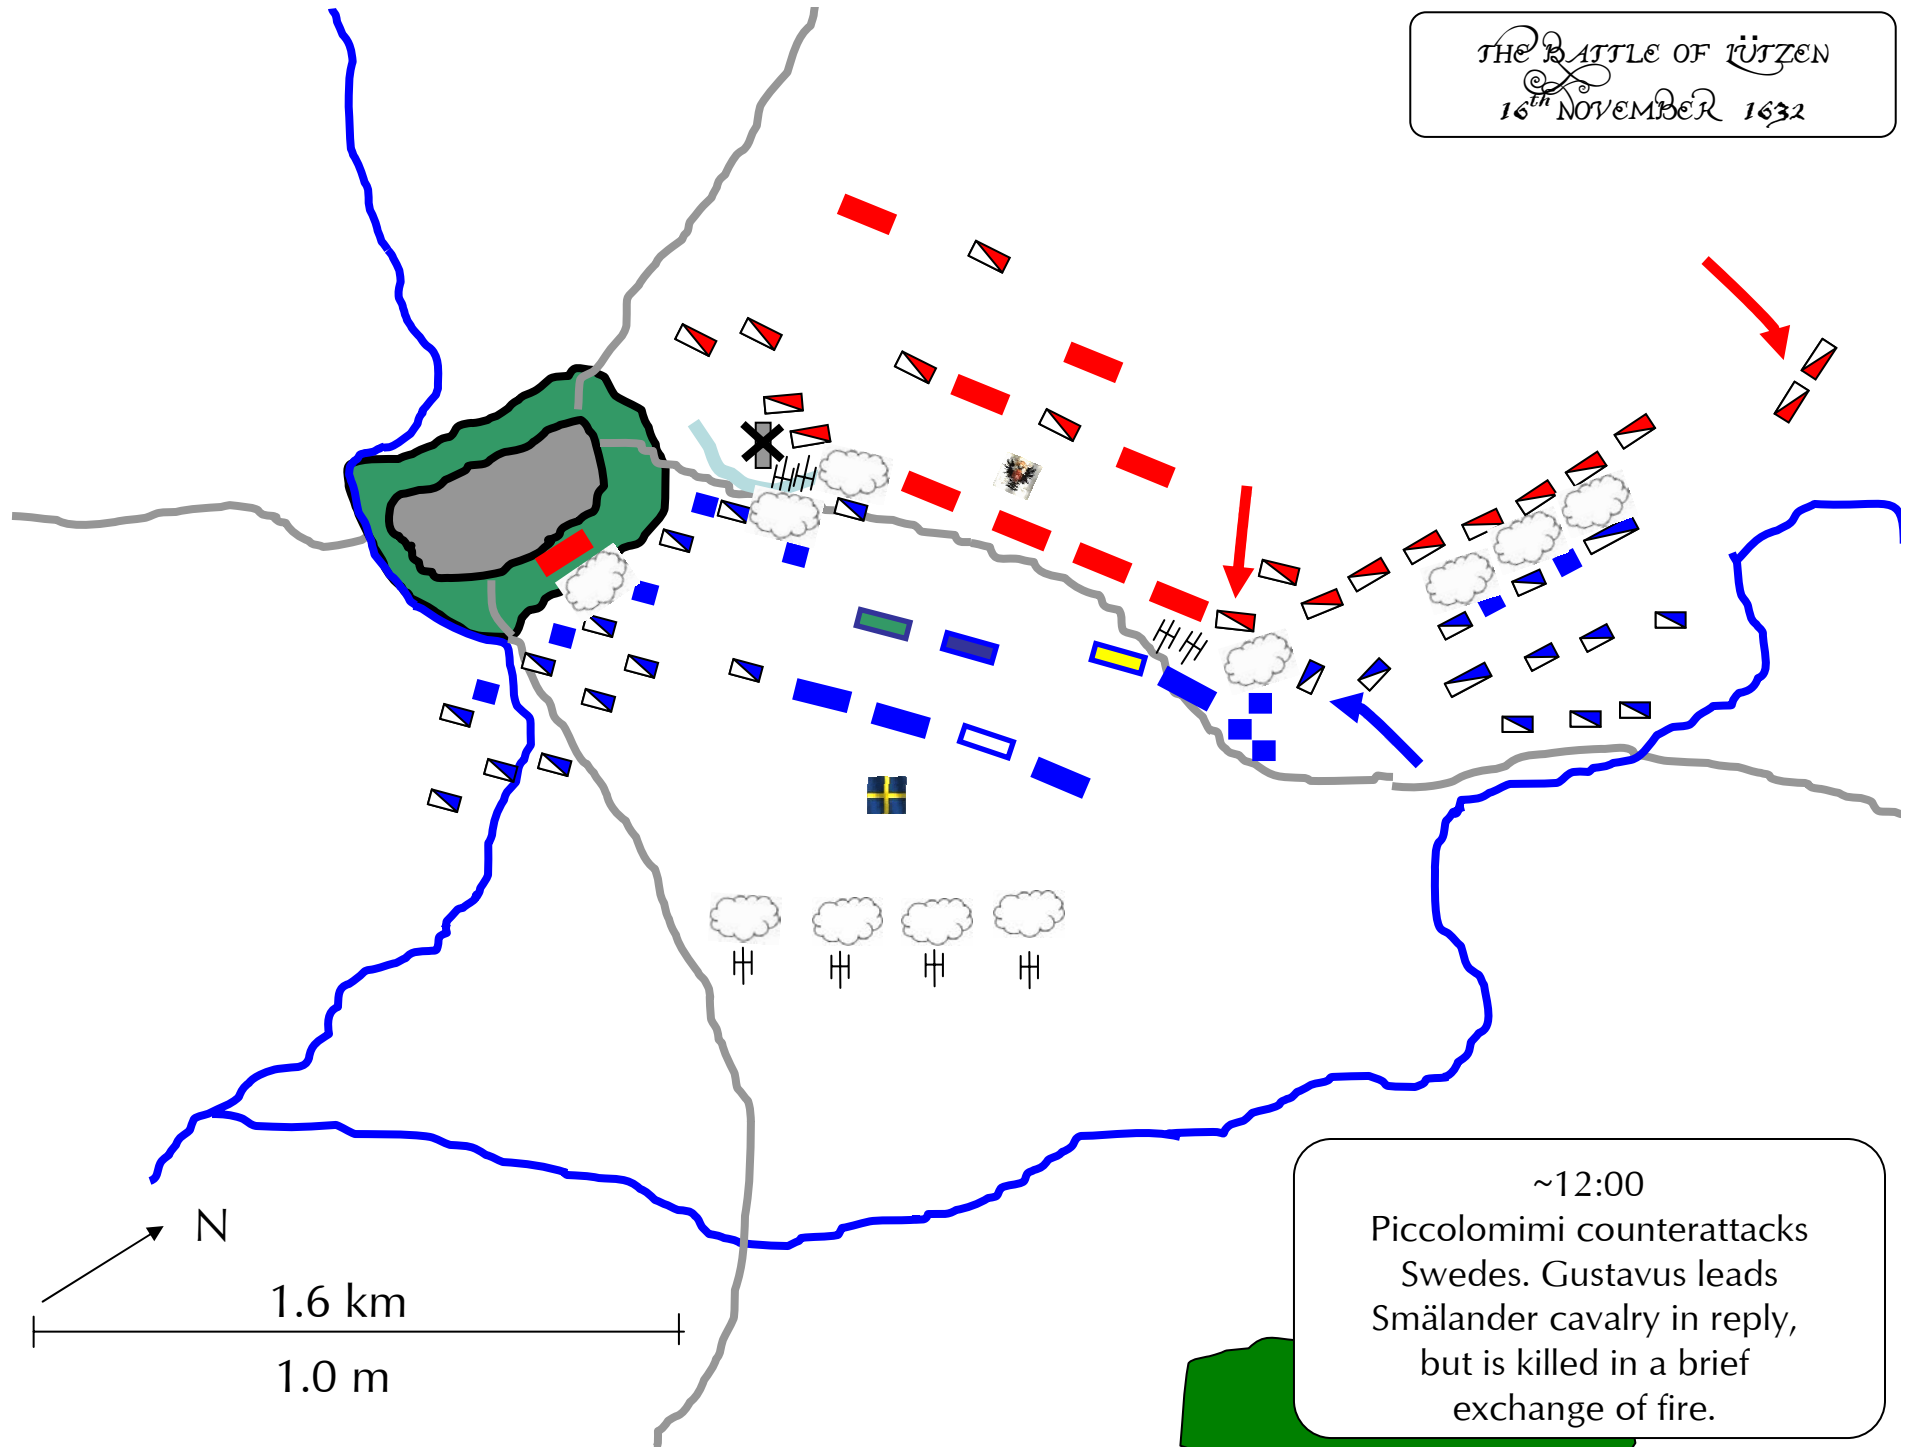 THE BATTLE OF LÜTZEN
16th NOVEMBER 1632
N
1.6 km
1.0 m
~12:00
Piccolomimi counterattacks
Swedes. Gustavus leads
Smälander cavalry in reply,
but is killed in a brief
exchange of fire.